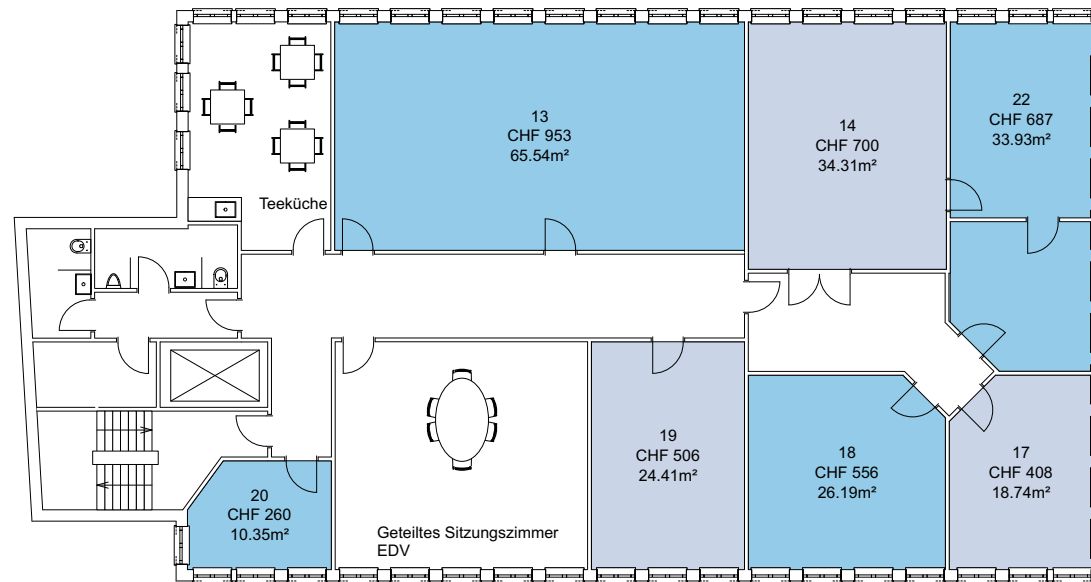 13
CHF 953
65.54m²
14
CHF 700
34.31m²
22
CHF 687
33.93m²
Teeküche
19
CHF 506
24.41m²
18
CHF 556
26.19m²
17
CHF 408
18.74m²
20
CHF 260
10.35m²
Geteiltes Sitzungszimmer
EDV